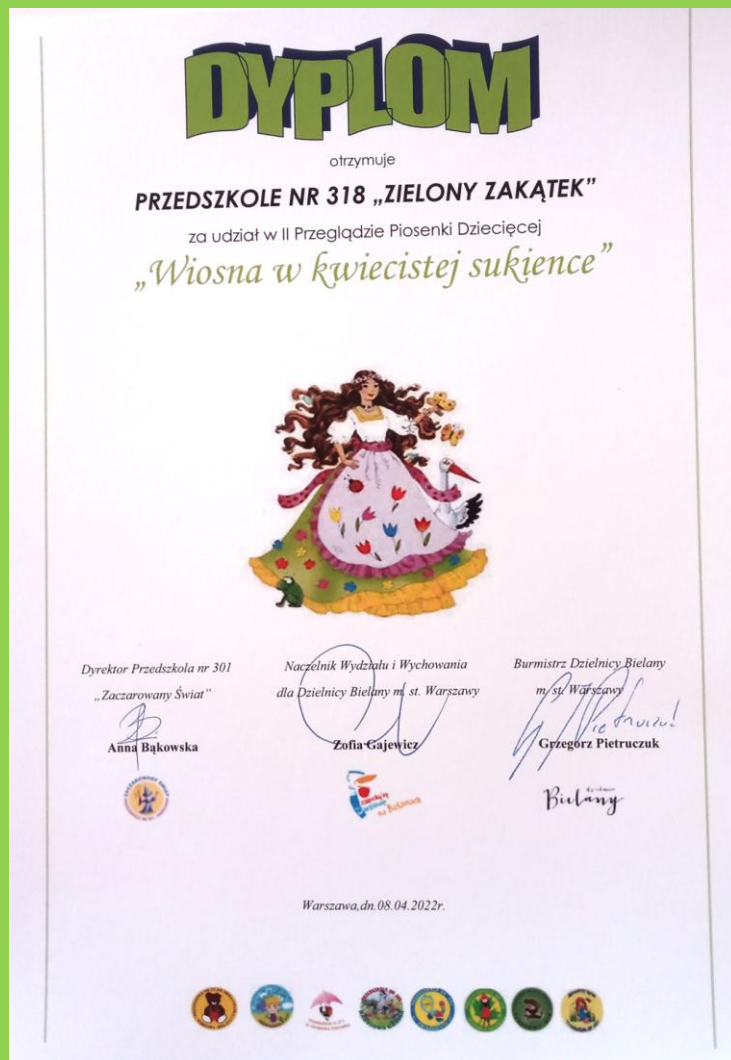 DYPLOM
otrzymuje
PRZEDSZKOLE NR 318 „ZIELONY ZAKĄTEK”
za udział w II Przeglądzie Piosenki Dziecięcej
„Wiosna w kwiecistej sukience”
Dyrektor Przedszkola nr 301
„Zaczarowany Świat”
Anna Bąkowska
Naczelnik Wydziału i Wychowania
dla Dzielnicy Bielany m. st. Warszawy
Zofia Gajewicz
Burmistrz Dzielnicy Bielany
m. st. Warszawy
Grzegorz Pietruczuk
na Bielanach
Bielany
Warszawa,dn.08.04.2022r.